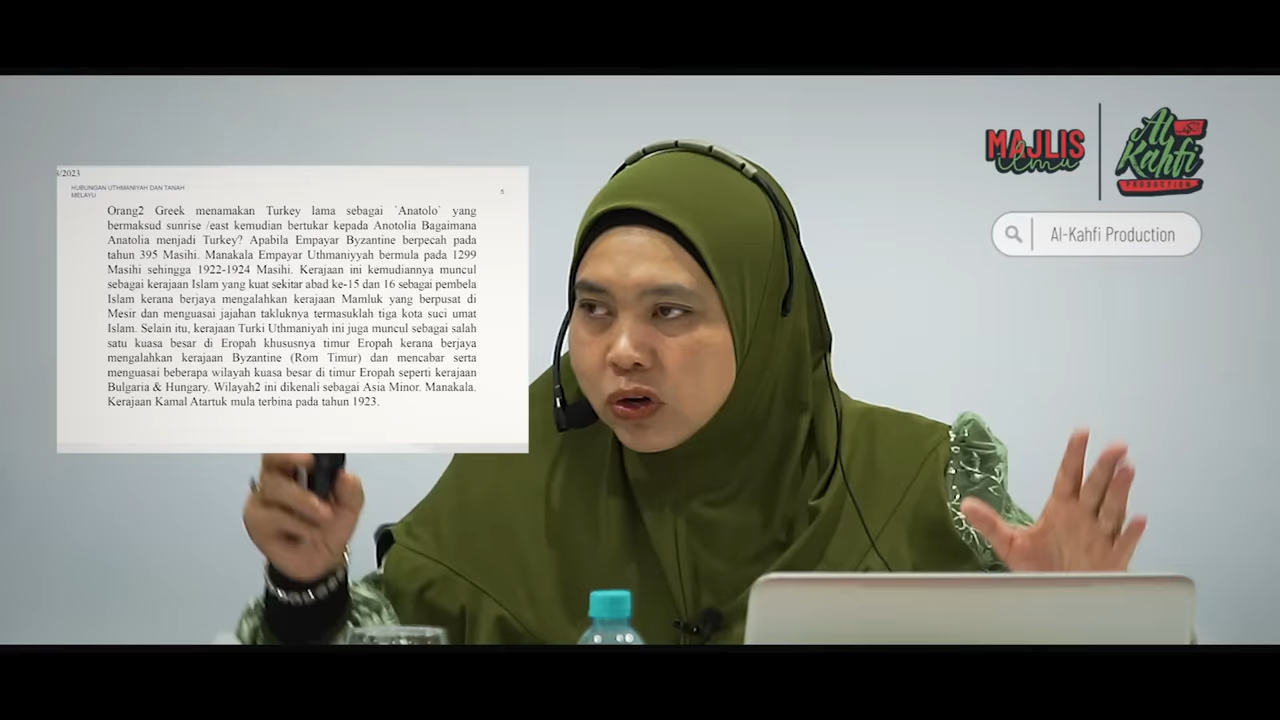 3/2023
HUBUNGAN UTHMANIYAH DAN TANAH
MELAYU
5
Orang2 Greek menamakan Turkey lama sebagai `Anatolo` yang
bermaksud sunrise /east kemudian bertukar kepada Anotolia Bagaimana
Anatolia menjadi Turkey? Apabila Empayar Byzantine berpecah pada
tahun 395 Masihi. Manakala Empayar Uthmaniyyah bermula pada 1299
Masihi sehingga 1922-1924 Masihi. Kerajaan ini kemudiannya muncul
sebagai kerajaan Islam yang kuat sekitar abad ke-15 dan 16 sebagai pembela
Islam kerana berjaya mengalahkan kerajaan Mamluk yang berpusat di
Mesir dan menguasai jajahan takluknya termasuklah tiga kota suci umat
Islam. Selain itu, kerajaan Turki Uthmaniyah ini juga muncul sebagai salah
satu kuasa besar di Eropah khususnya timur Eropah kerana berjaya
mengalahkan kerajaan Byzantine (Rom Timur) dan mencabar serta
menguasai beberapa wilayah kuasa besar di timur Eropah seperti kerajaan
Bulgaria & Hungary. Wilayah2 ini dikenali sebagai Asia Minor. Manakala.
Kerajaan Kamal Atartuk mula terbina pada tahun 1923.
MAJLIS
Ilmu
Al
Kahfi
PRODUCTION
Al-Kahfi Production